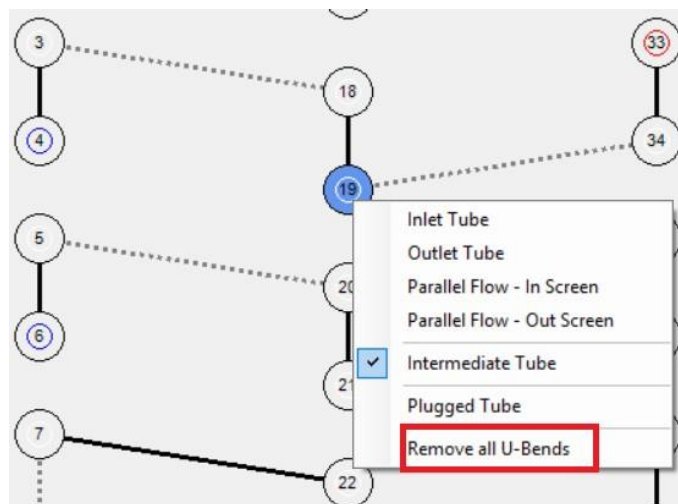 3
33
18
4
34
19
Inlet Tube
5
Outlet Tube
20
Parallel Flow - In Screen
Parallel Flow - Out Screen
6
Intermediate Tube
21
Plugged Tube
7
Remove all U-Bends
22